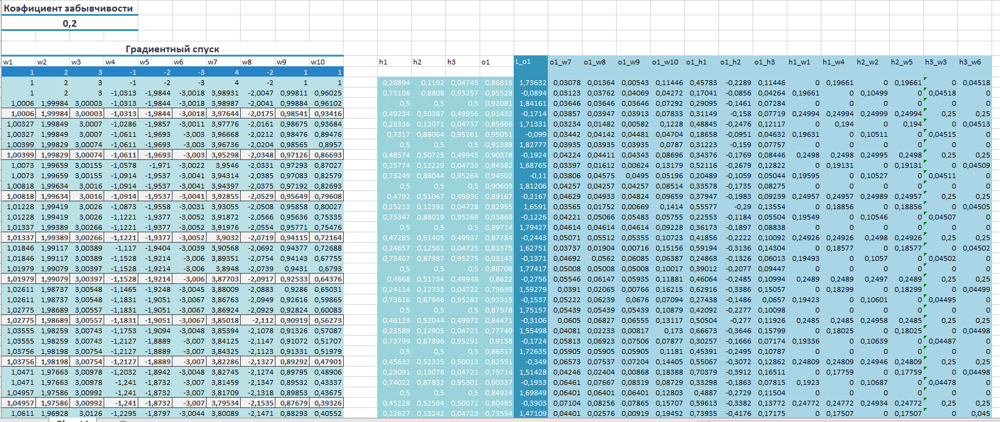 Коэфициент забывчивости
0,2
Градиентный спуск
w1 w2 w3 w4 w5 w6 w7 w8 w9 w10 h1 h2 h3 o1 L_o1 o1_w7 o1_w8 o1_w9 o1_w10 o1_h1 o1_h2 o1_h3 h1_w1 h1_w4 h2_w2 h2_w5 h3_w3 h3_w6
1 2 3 -1 -2 -3 4 -2 1 1
1 2 3 -1 -2 -3 4 -2 1 1 0,26894 0,1192 0,04743 0,86816 1,73632 0,03078 0,01364 0,00543 0,11446 0,45783 -0,2289 0,11446 0 0,19661 0 0,19661 0 0,04518
1 2 3 -1,0313 -1,9844 -3,0018 3,98931 -2,0047 0,99811 0,96025 0,73106 0,8808 0,95257 0,95528 -0,0894 0,03123 0,03762 0,04069 0,04272 0,17041 -0,0856 0,04264 0,19661 0 0,10499 0 0,04518 0
1,0006 1,99984 3,00003 -1,0313 -1,9844 -3,0018 3,98987 -2,0041 0,99884 0,96102 0,5 0,5 0,5 0,92081 1,84161 0,03646 0,03646 0,03646 0,07292 0,29095 -0,1461 0,07284 0 0 0 0 0 0
1,0006 1,99984 3,00003 -1,0313 -1,9844 -3,0018 3,97644 -2,0175 0,98541 0,93416 0,49234 0,50387 0,49956 0,91432 -0,1714 0,03857 0,03947 0,03913 0,07833 0,31149 -0,158 0,07719 0,24994 0,24994 0,24999 0,24994 0,25 0,25
1,00327 1,99849 3,0007 -1,0286 -1,9857 -3,0011 3,97776 -2,0161 0,98675 0,93684 0,26336 0,12071 0,04737 0,85666 1,71331 0,03234 0,01482 0,00582 0,1228 0,48845 -0,2476 0,12117 0 0,194 0 0,194 0 0,04513
1,00327 1,99849 3,0007 -1,0611 -1,9693 -3,003 3,96668 -2,0212 0,98476 0,89476 0,7317 0,88064 0,95261 0,95051 -0,099 0,03442 0,04142 0,04481 0,04704 0,18658 -0,0951 0,04632 0,19631 0 0,10511 0 0,04515 0
1,00399 1,99829 3,00074 -1,0611 -1,9693 -3,003 3,96736 -2,0204 0,98565 0,8957 0,5 0,5 0,5 0,91388 1,82777 0,03935 0,03935 0,03935 0,0787 0,31223 -0,159 0,07757 0 0 0 0 0 0
1,00399 1,99829 3,00074 -1,0611 -1,9693 -3,003 3,95298 -2,0348 0,97126 0,86693 0,48574 0,50725 0,49943 0,90378 -0,1924 0,04224 0,04411 0,04343 0,08696 0,34376 -0,1769 0,08446 0,2498 0,2498 0,24995 0,2498 0,25 0,25
1,0073 1,99659 3,00155 -1,0578 -1,971 -3,0022 3,9546 -2,0331 0,97293 0,87027 0,25774 0,12229 0,04733 0,84382 1,68765 0,03397 0,01612 0,00624 0,13179 0,52116 -0,2679 0,12822 0 0,19131 0 0,19131 0 0,04509
1,0073 1,99659 3,00155 -1,0914 -1,9537 -3,0041 3,94314 -2,0385 0,97083 0,82579 0,73249 0,88044 0,95264 0,94502 -0,11 0,03806 0,04575 0,0495 0,05196 0,20489 -0,1059 0,05044 0,19595 0 0,10527 0 0,04511 0
1,00818 1,99634 3,0016 -1,0914 -1,9537 -3,0041 3,94397 -2,0375 0,97192 0,82693 0,5 0,5 0,5 0,90603 1,81206 0,04257 0,04257 0,04257 0,08514 0,33578 -0,1735 0,08275 0 0 0 0 0 0
1,00818 1,99634 3,0016 -1,0914 -1,9537 -3,0041 3,92855 -2,0529 0,95649 0,79608 0,4792 0,51067 0,49936 0,89167 -0,2167 0,04629 0,04933 0,04824 0,09659 0,37947 -0,1983 0,09239 0,24957 0,24957 0,24989 0,24957 0,25 0,25
1,01228 1,99419 3,0026 -1,0873 -1,9558 -3,0031 3,93055 -2,0508 0,95858 0,80027 0,25213 0,12392 0,04728 0,82955 1,6591 0,03565 0,01752 0,00669 0,1414 0,55577 -0,29 0,13554 0 0,18856 0 0,18856 0 0,04505
1,01228 1,99419 3,0026 -1,1221 -1,9377 -3,0052 3,91872 -2,0566 0,95636 0,75335 0,73347 0,88019 0,95269 0,93869 -0,1226 0,04221 0,05066 0,05483 0,05755 0,22553 -0,1184 0,05504 0,19549 0 0,10546 0 0,04507 0
1,01337 1,99389 3,00266 -1,1221 -1,9377 -3,0052 3,91976 -2,0554 0,95771 0,75476 0,5 0,5 0,5 0,89714 1,79427 0,04614 0,04614 0,04614 0,09228 0,36173 -0,1897 0,08838 0 0 0 0 0 0
1,01337 1,99389 3,00266 -1,1221 -1,9377 -3,0052 3,9032 -2,0719 0,94115 0,72164 0,47285 0,51405 0,49937 0,87784 -0,2443 0,05071 0,05512 0,05355 0,10723 0,41856 -0,2222 0,10092 0,24926 0,24926 0,2498 0,24926 0,25 0,25
1,01846 1,99117 3,00389 -1,117 -1,9404 -3,0039 3,90568 -2,0692 0,94377 0,72688 0,24657 0,12561 0,04725 0,81375 1,62751 0,03737 0,01904 0,00716 0,15156 0,59194 -0,3136 0,14304 0 0,18577 0 0,18577 0 0,04502
1,01846 1,99117 3,00389 -1,1528 -1,9214 -3,006 3,89351 -2,0754 0,94143 0,67755 0,73467 0,87987 0,95275 0,93143 -0,1371 0,04692 0,0562 0,06085 0,06387 0,24868 -0,1326 0,06013 0,19493 0 0,1057 0 0,04502 0
1,01979 1,99079 3,00397 -1,1528 -1,9214 -3,006 3,8948 -2,0739 0,9431 0,6793 0,5 0,5 0,5 0,88708 1,77417 0,05008 0,05008 0,05008 0,10017 0,39012 -0,2077 0,09447 0 0 0 0 0 0
1,01979 1,99079 3,00397 -1,1528 -1,9214 -3,006 3,87703 -2,0917 0,92533 0,64376 0,4668 0,51734 0,49948 0,8622 -0,2756 0,05546 0,06147 0,05935 0,11881 0,46064 -0,2485 0,10994 0,2489 0,2489 0,2497 0,2489 0,25 0,25
1,02611 1,98737 3,00548 -1,1465 -1,9248 -3,0045 3,88009 -2,0883 0,9286 0,65031 0,24114 0,12733 0,04722 0,79639 1,59279 0,0391 0,02065 0,00766 0,16215 0,62916 -0,3386 0,15057 0 0,18299 0 0,18299 0 0,04499
1,02611 1,98737 3,00548 -1,1831 -1,9051 -3,0067 3,86763 -2,0949 0,92616 0,59865 0,73616 0,87946 0,95282 0,92315 -0,1537 0,05222 0,06239 0,0676 0,07094 0,27438 -0,1486 0,0657 0,19423 0 0,10601 0 0,04495 0
1,02775 1,98689 3,00557 -1,1831 -1,9051 -3,0067 3,86924 -2,0929 0,92824 0,60083 0,5 0,5 0,5 0,87578 1,75157 0,05439 0,05439 0,05439 0,10879 0,42092 -0,2277 0,10098 0 0 0 0 0 0
1,02775 1,98689 3,00557 -1,1831 -1,9051 -3,0067 3,85018 -2,112 0,90919 0,56273 0,46123 0,52044 0,49972 0,84471 -0,3106 0,0605 0,06827 0,06555 0,13117 0,50504 -0,277 0,11926 0,2485 0,2485 0,24958 0,2485 0,25 0,25
1,03555 1,98259 3,00743 -1,1753 -1,9094 -3,0048 3,85394 -2,1078 0,91326 0,57087 0,23589 0,12905 0,04721 0,77749 1,55498 0,04081 0,02233 0,00817 0,173 0,66673 -0,3646 0,15799 0 0,18025 0 0,18025 0 0,04498
1,03555 1,98259 3,00743 -1,2127 -1,8889 -3,007 3,84125 -2,1147 0,91072 0,51707 0,73799 0,87896 0,95291 0,9138 -0,1724 0,05813 0,06923 0,07506 0,07877 0,30257 -0,1666 0,07174 0,19336 0 0,10639 0 0,04487 0
1,03756 1,98198 3,00754 -1,2127 -1,8889 -3,007 3,84325 -2,1123 0,91331 0,51979 0,5 0,5 0,5 0,86317 1,72635 0,05905 0,05905 0,05905 0,1181 0,45391 -0,2495 0,10787 0 0 0 0 0 0
1,03756 1,98198 3,00754 -1,2127 -1,8889 -3,007 3,82286 -2,1327 0,89292 0,47901 0,45632 0,52325 0,50013 0,82551 -0,349 0,06573 0,07537 0,07204 0,14405 0,55067 -0,3072 0,12862 0,24809 0,24809 0,24946 0,24809 0,25 0,25
1,0471 1,97663 3,00978 -1,2032 -1,8942 -3,0048 3,82745 -2,1274 0,89795 0,48906 0,23091 0,13076 0,04721 0,75714 1,51428 0,04246 0,02404 0,00868 0,18388 0,70379 -0,3912 0,16511 0 0,17759 0 0,17759 0 0,04498
1,0471 1,97663 3,00978 -1,241 -1,8732 -3,007 3,81459 -2,1347 0,89532 0,43337 0,74022 0,87832 0,95301 0,90337 -0,1933 0,06461 0,07667 0,08319 0,08729 0,33298 -0,1863 0,07815 0,1923 0 0,10687 0 0,04478 0
1,04957 1,97586 3,00992 -1,241 -1,8732 -3,007 3,81709 -2,1318 0,89853 0,43675 0,5 0,5 0,5 0,84924 1,69849 0,06401 0,06401 0,06401 0,12803 0,4887 -0,2729 0,11504 0 0 0 0 0 0
1,04957 1,97586 3,00992 -1,241 -1,8732 -3,007 3,79534 -2,1535 0,87679 0,39326 0,45228 0,52564 0,50072 0,80485 -0,3903 0,07104 0,08256 0,07865 0,15707 0,59613 -0,3382 0,13772 0,24772 0,24772 0,24934 0,24772 0,25 0,25
1,0611 1,96928 3,0126 -1,2295 -1,8797 -3,0044 3,80089 -2,1471 0,88293 0,40552 0,22627 0,13242 0,04723 0,73554 1,47109 0,04401 0,02576 0,00919 0,19452 0,73935 -0,4176 0,17175 0 0,17507 0 0,17507 0 0,045